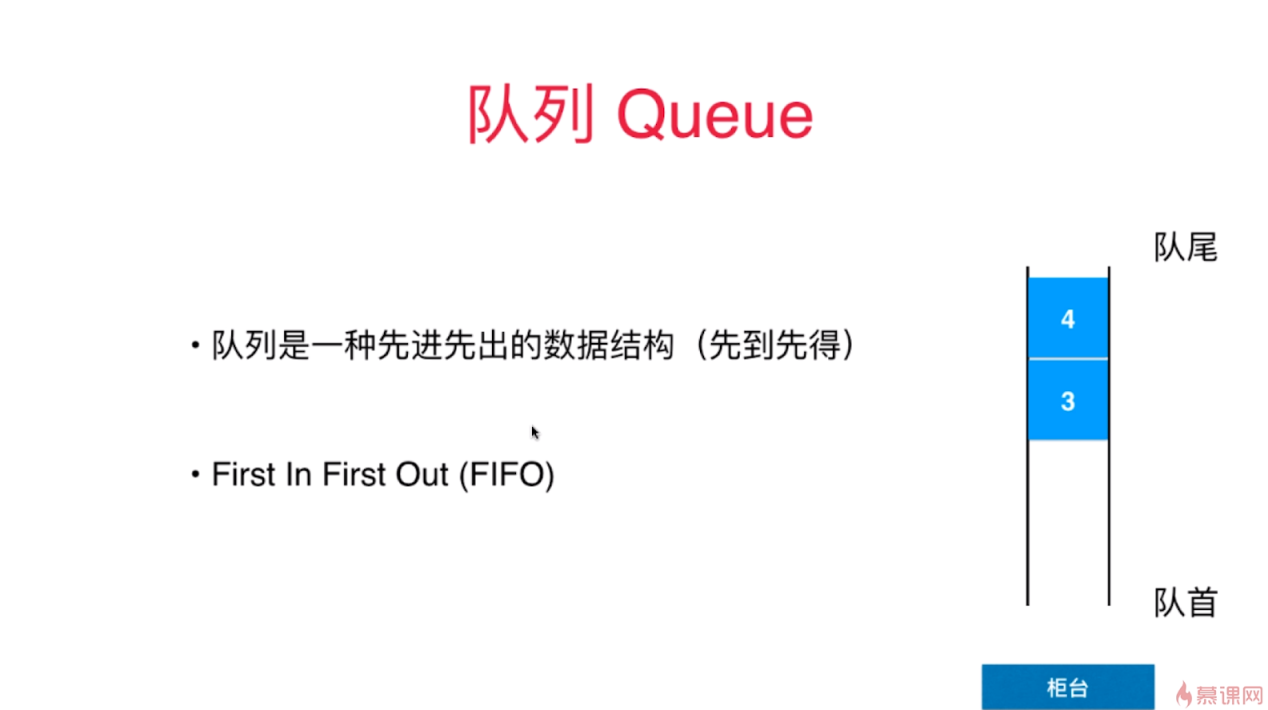 队列 Queue
队尾
4
• 队列是一种先进先出的数据结构（先到先得）
3
• First In First Out (FIFO)
队首
柜台
慕课网